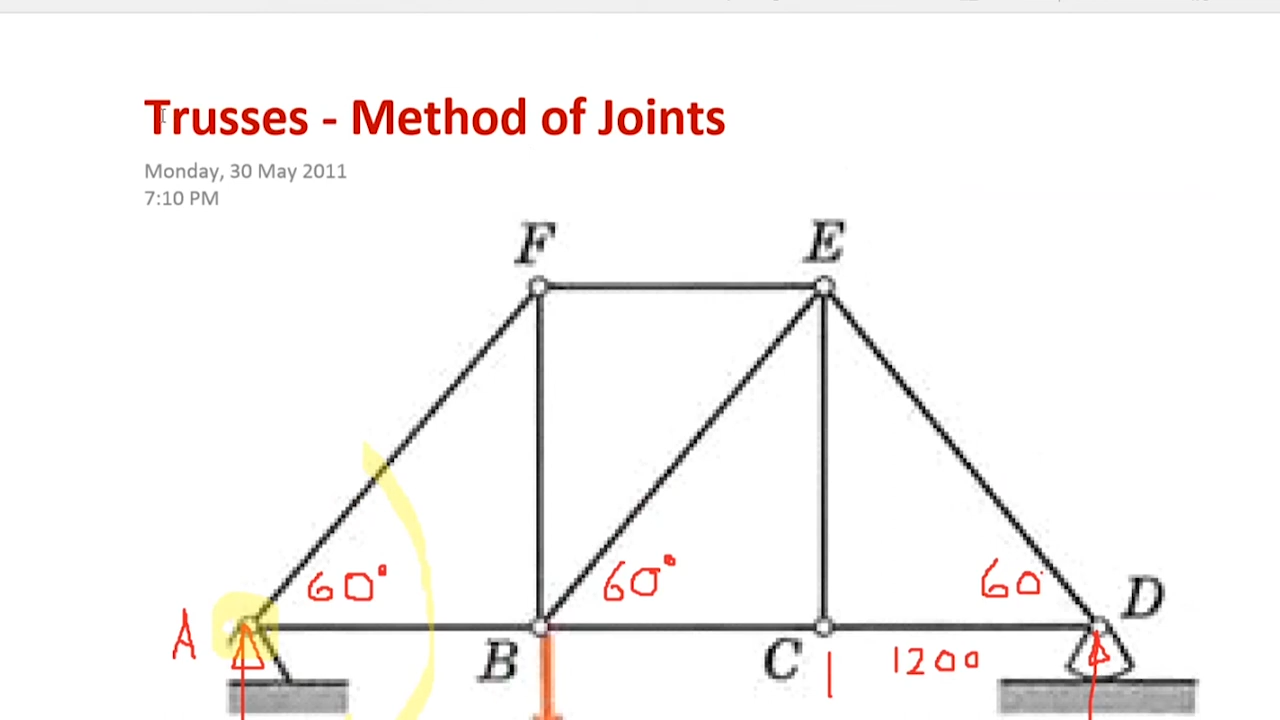 Trusses - Method of Joints
Monday, 30 May 2011
7:10 PM
F E
60° 60° 60
A B C 1200 D